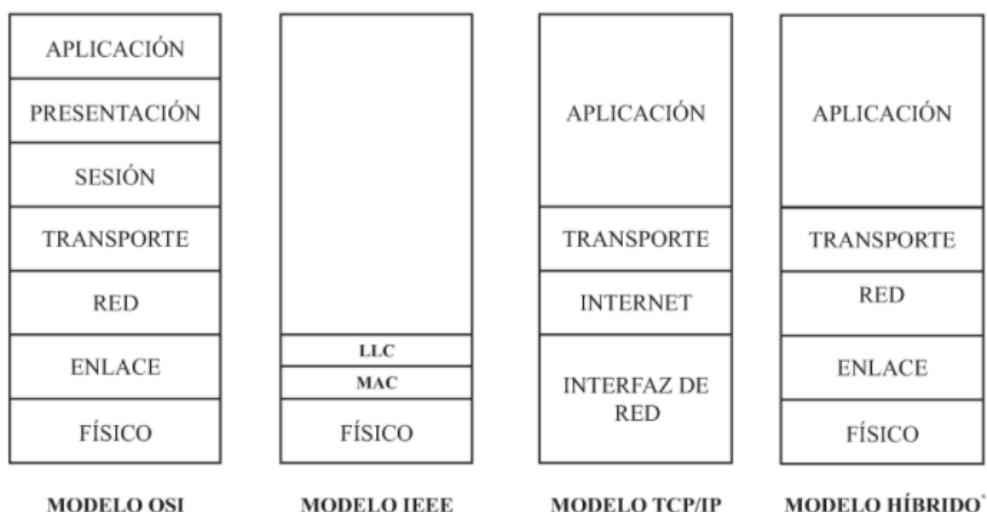 APLICACIÓN
PRESENTACIÓN
SESIÓN
TRANSPORTE
RED
ENLACE
FÍSICO
MODELO OSI
LLC
MAC
FÍSICO
MODELO IEEE
APLICACIÓN
TRANSPORTE
INTERNET
INTERFAZ DE
RED
MODELO TCP/IP
APLICACIÓN
TRANSPORTE
RED
ENLACE
FÍSICO
MODELO HÍBRIDO*